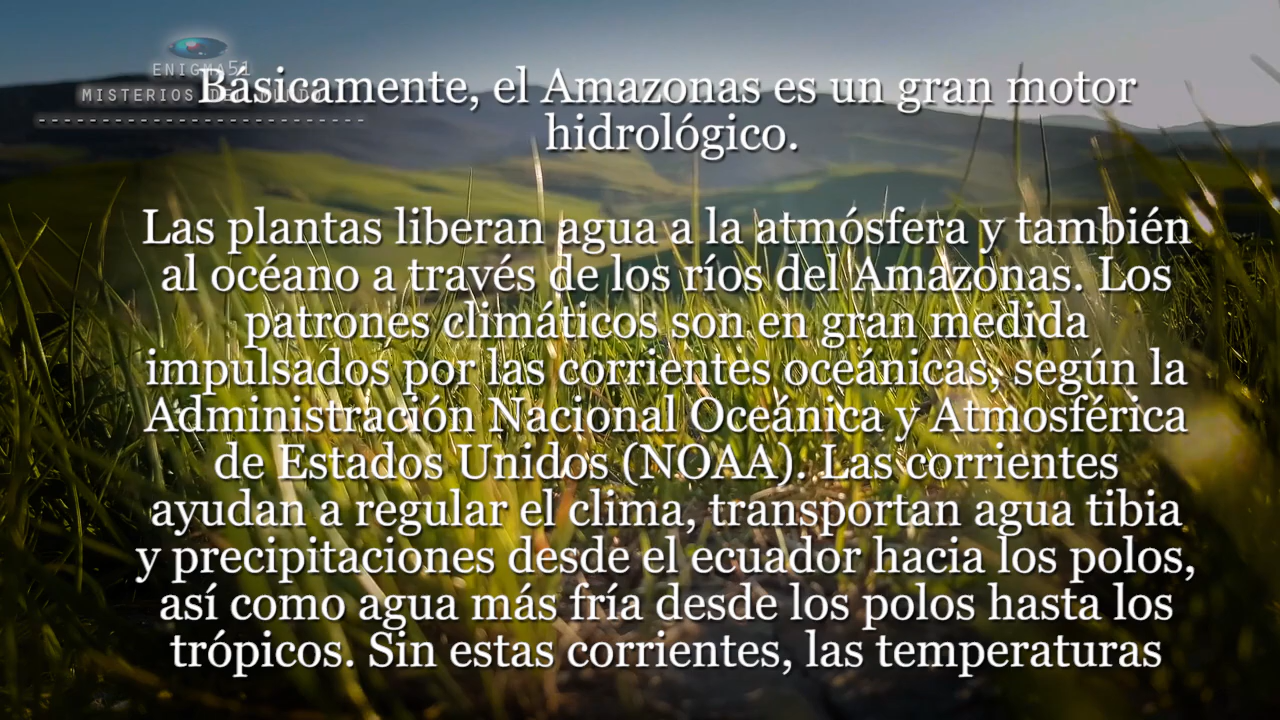 ENIGMA51
MISTERIOS
Básicamente, el Amazonas es un gran motor
hidrológico.
Las plantas liberan agua a la atmósfera y también
al océano a través de los ríos del Amazonas. Los
patrones climáticos son en gran medida
impulsados por las corrientes oceánicas, según la
Administración Nacional Oceánica y Atmosférica
de Estados Unidos (NOAA). Las corrientes
ayudan a regular el clima, transportan agua tibia
y precipitaciones desde el ecuador hacia los polos,
así como agua más fría desde los polos hasta los
trópicos. Sin estas corrientes, las temperaturas